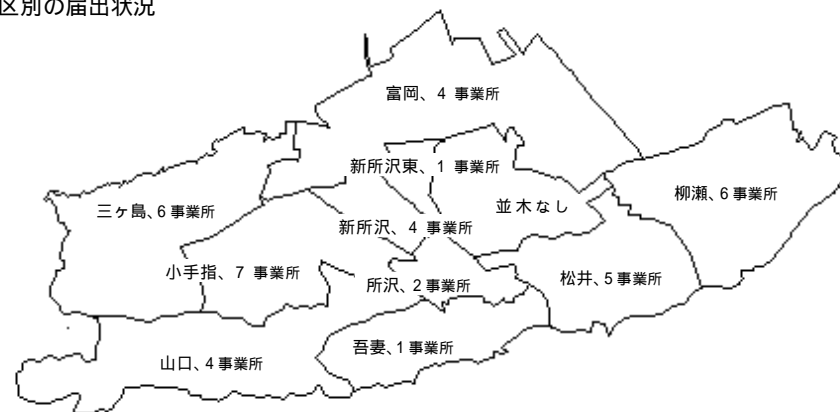 区別の届出状況
富岡、4 事業所
新所沢東、1 事業所
並木なし
柳瀬、6事業所
三ヶ島、6事業所
新所沢、4 事業所
小手指、7 事業所
所沢、2事業所
松井、5事業所
吾妻、1事業所
山口、4事業所